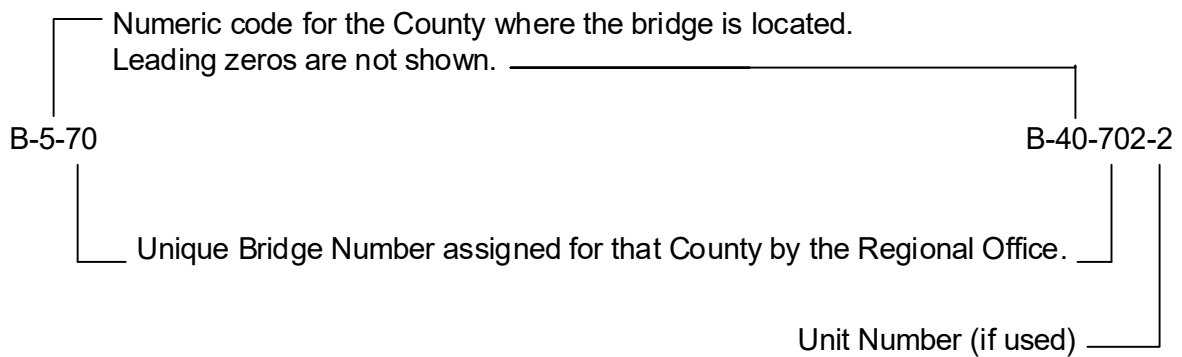 Numeric code for the County where the bridge is located.
Leading zeros are not shown.
B-5-70
B-40-702-2
Unique Bridge Number assigned for that County by the Regional Office.
Unit Number (if used)